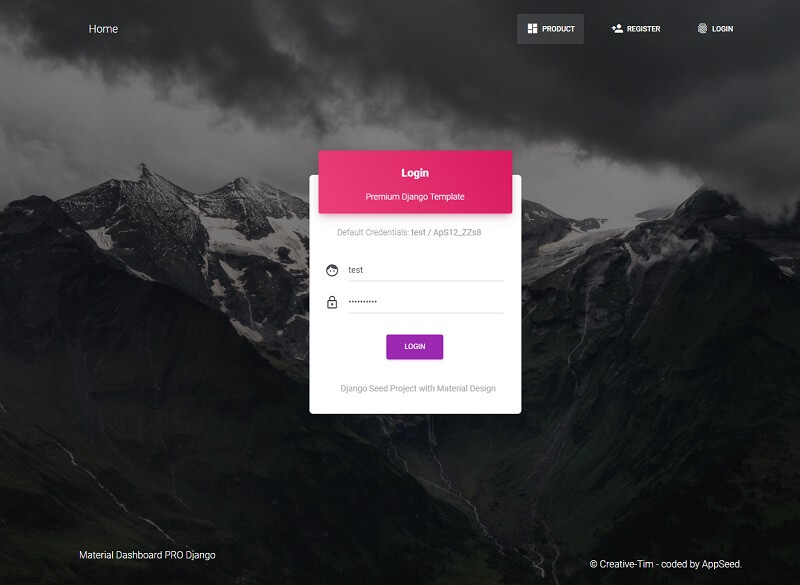 Home
PRODUCT
REGISTER
LOGIN
Login
Premium Django Template
Default Credentials: test / ApS12_ZZs8
test
••••••••••
LOGIN
Django Seed Project with Material Design
Material Dashboard PRO Django
© Creative-Tim - coded by AppSeed.